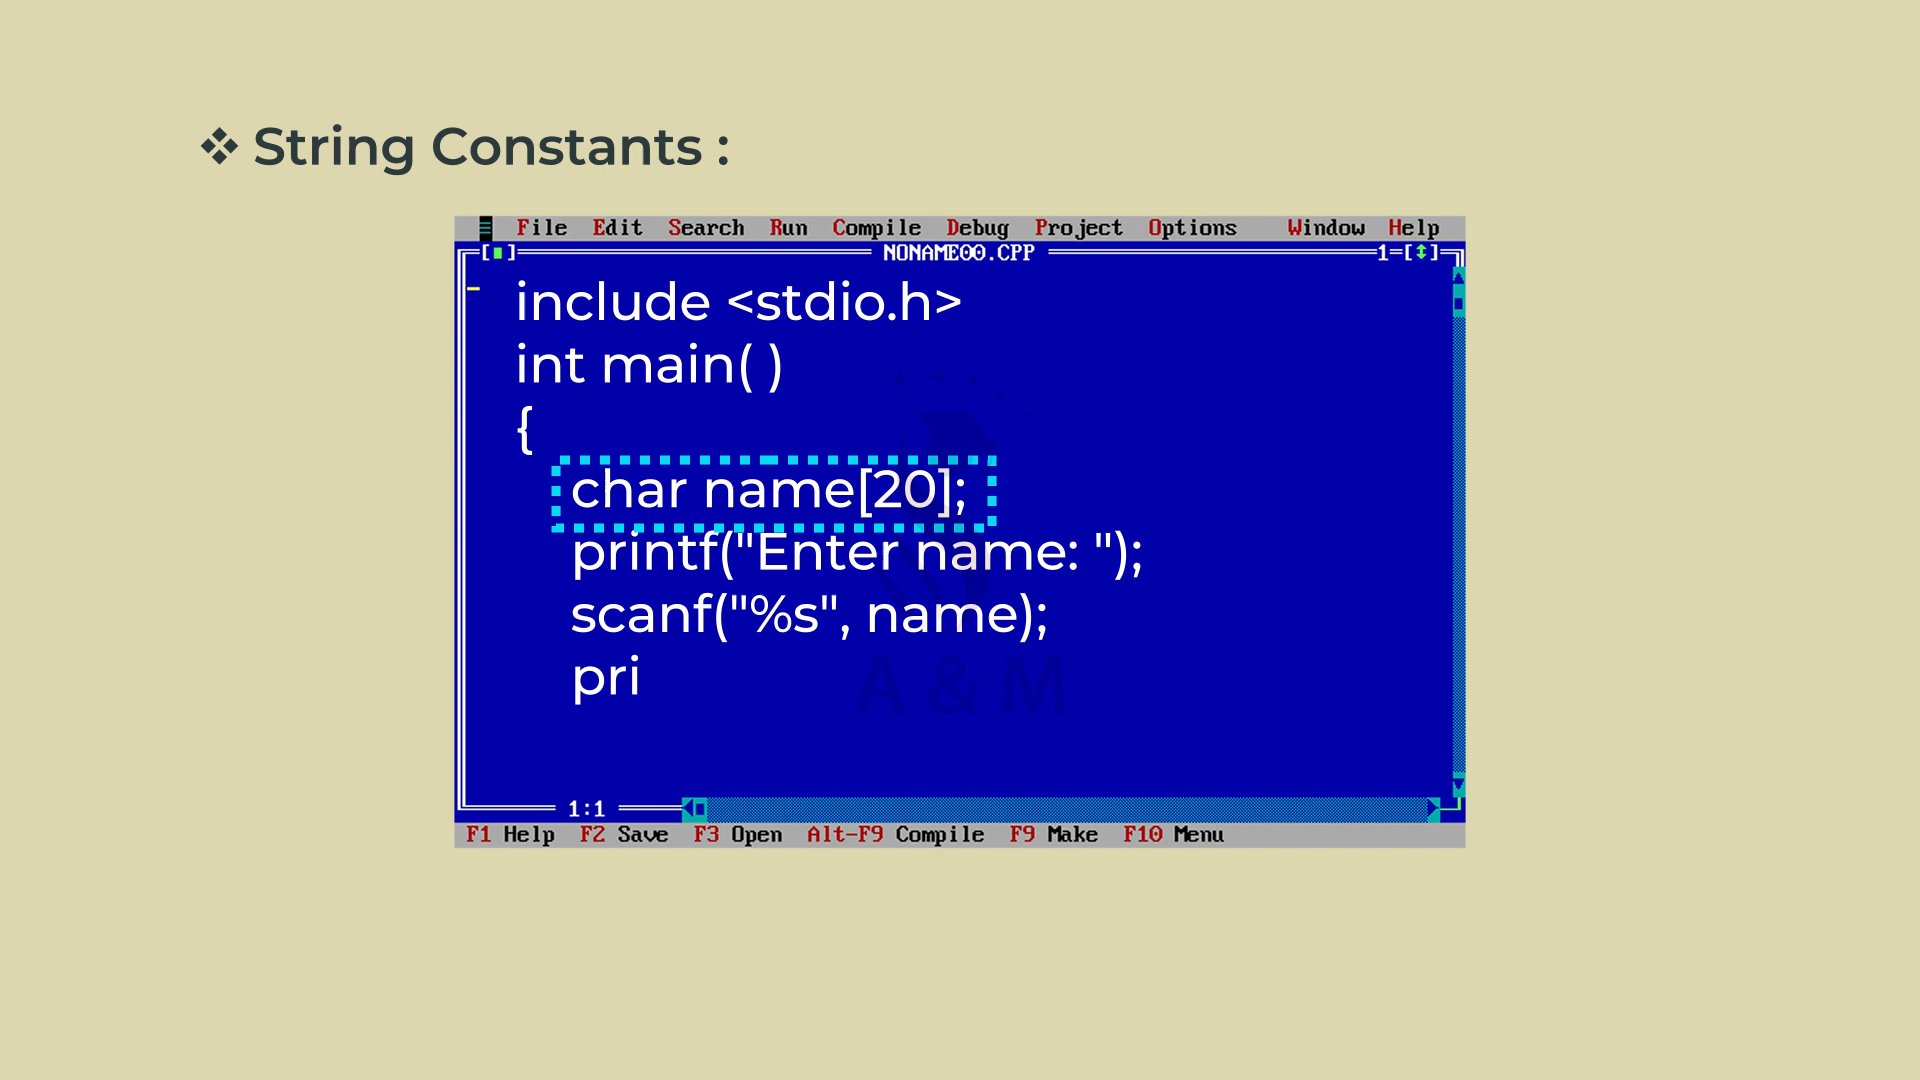 ❖ String Constants :
≡ File Edit Search Run Compile Debug Project Options Window Help
[■] NONAME00.CPP 1=[↕]
include <stdio.h>
int main( )
{
char name[20];
printf("Enter name: ");
scanf("%s", name);
pri
A & M
1:1
F1 Help F2 Save F3 Open Alt-F9 Compile F9 Make F10 Menu